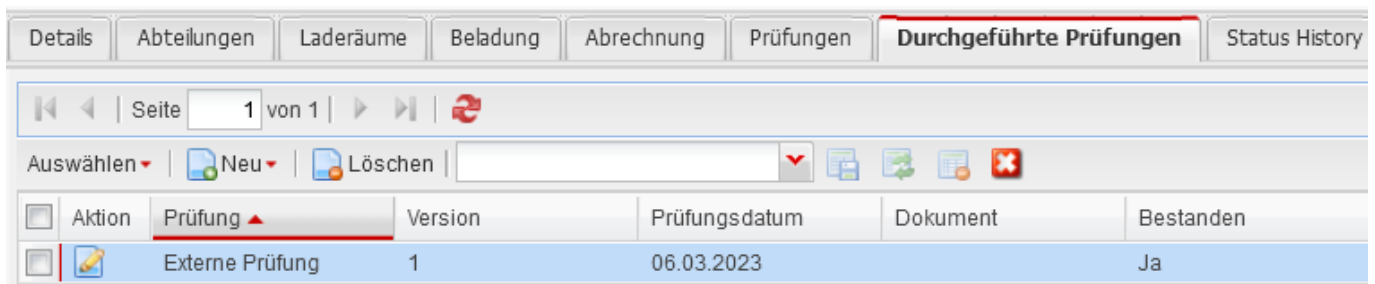 Details Abteilungen Laderäume Beladung Abrechnung Prüfungen Durchgeführte Prüfungen Status History
Seite 1 von 1
Auswählen Neu Löschen
Aktion Prüfung Version Prüfungsdatum Dokument Bestanden
Externe Prüfung 1 06.03.2023 Ja